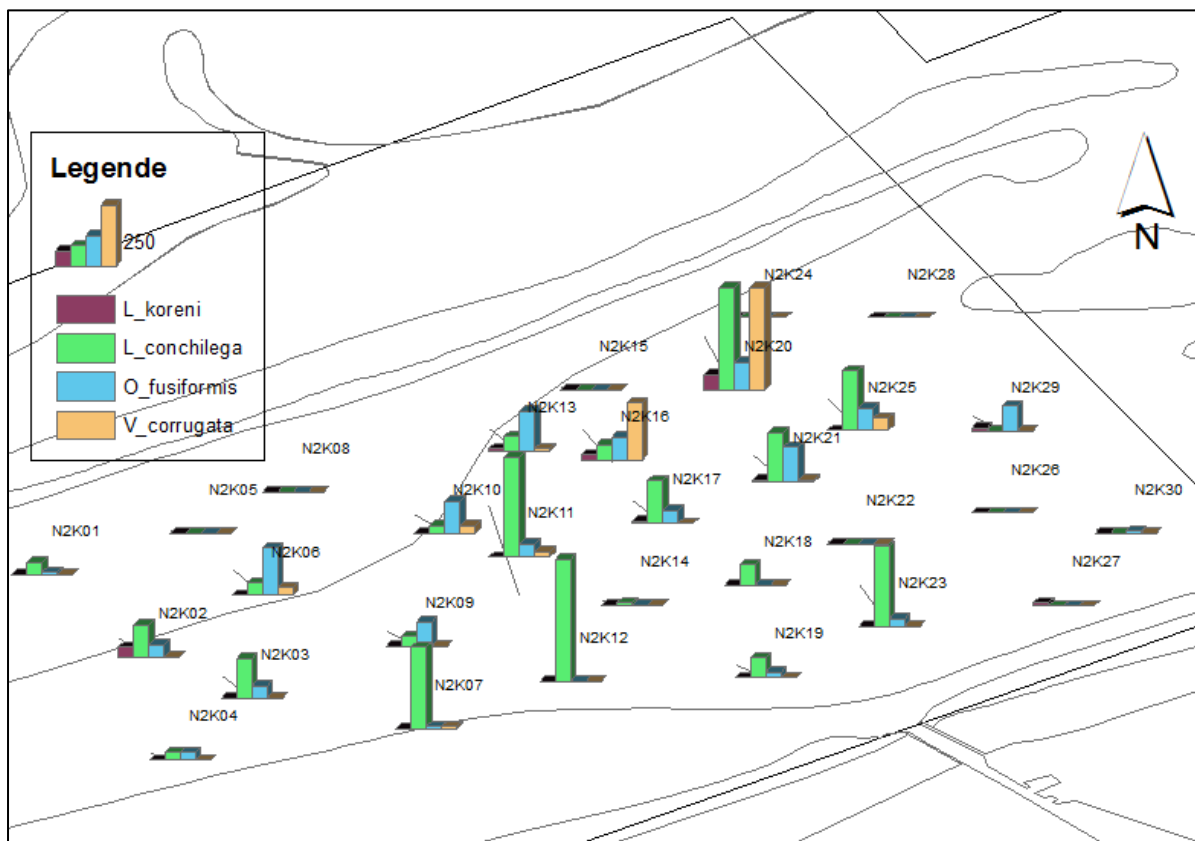 Legende
250
L_koreni
L_conchilega
O_fusiformis
V_corrugata
N
N2K24
N2K28
N2K15
N2K20
N2K25
N2K29
N2K13
N2K16
N2K21
N2K08
N2K26
N2K05
N2K10
N2K17
N2K22
N2K30
N2K11
N2K01
N2K06
N2K18
N2K14
N2K27
N2K02
N2K09
N2K23
N2K12
N2K19
N2K03
N2K07
N2K04